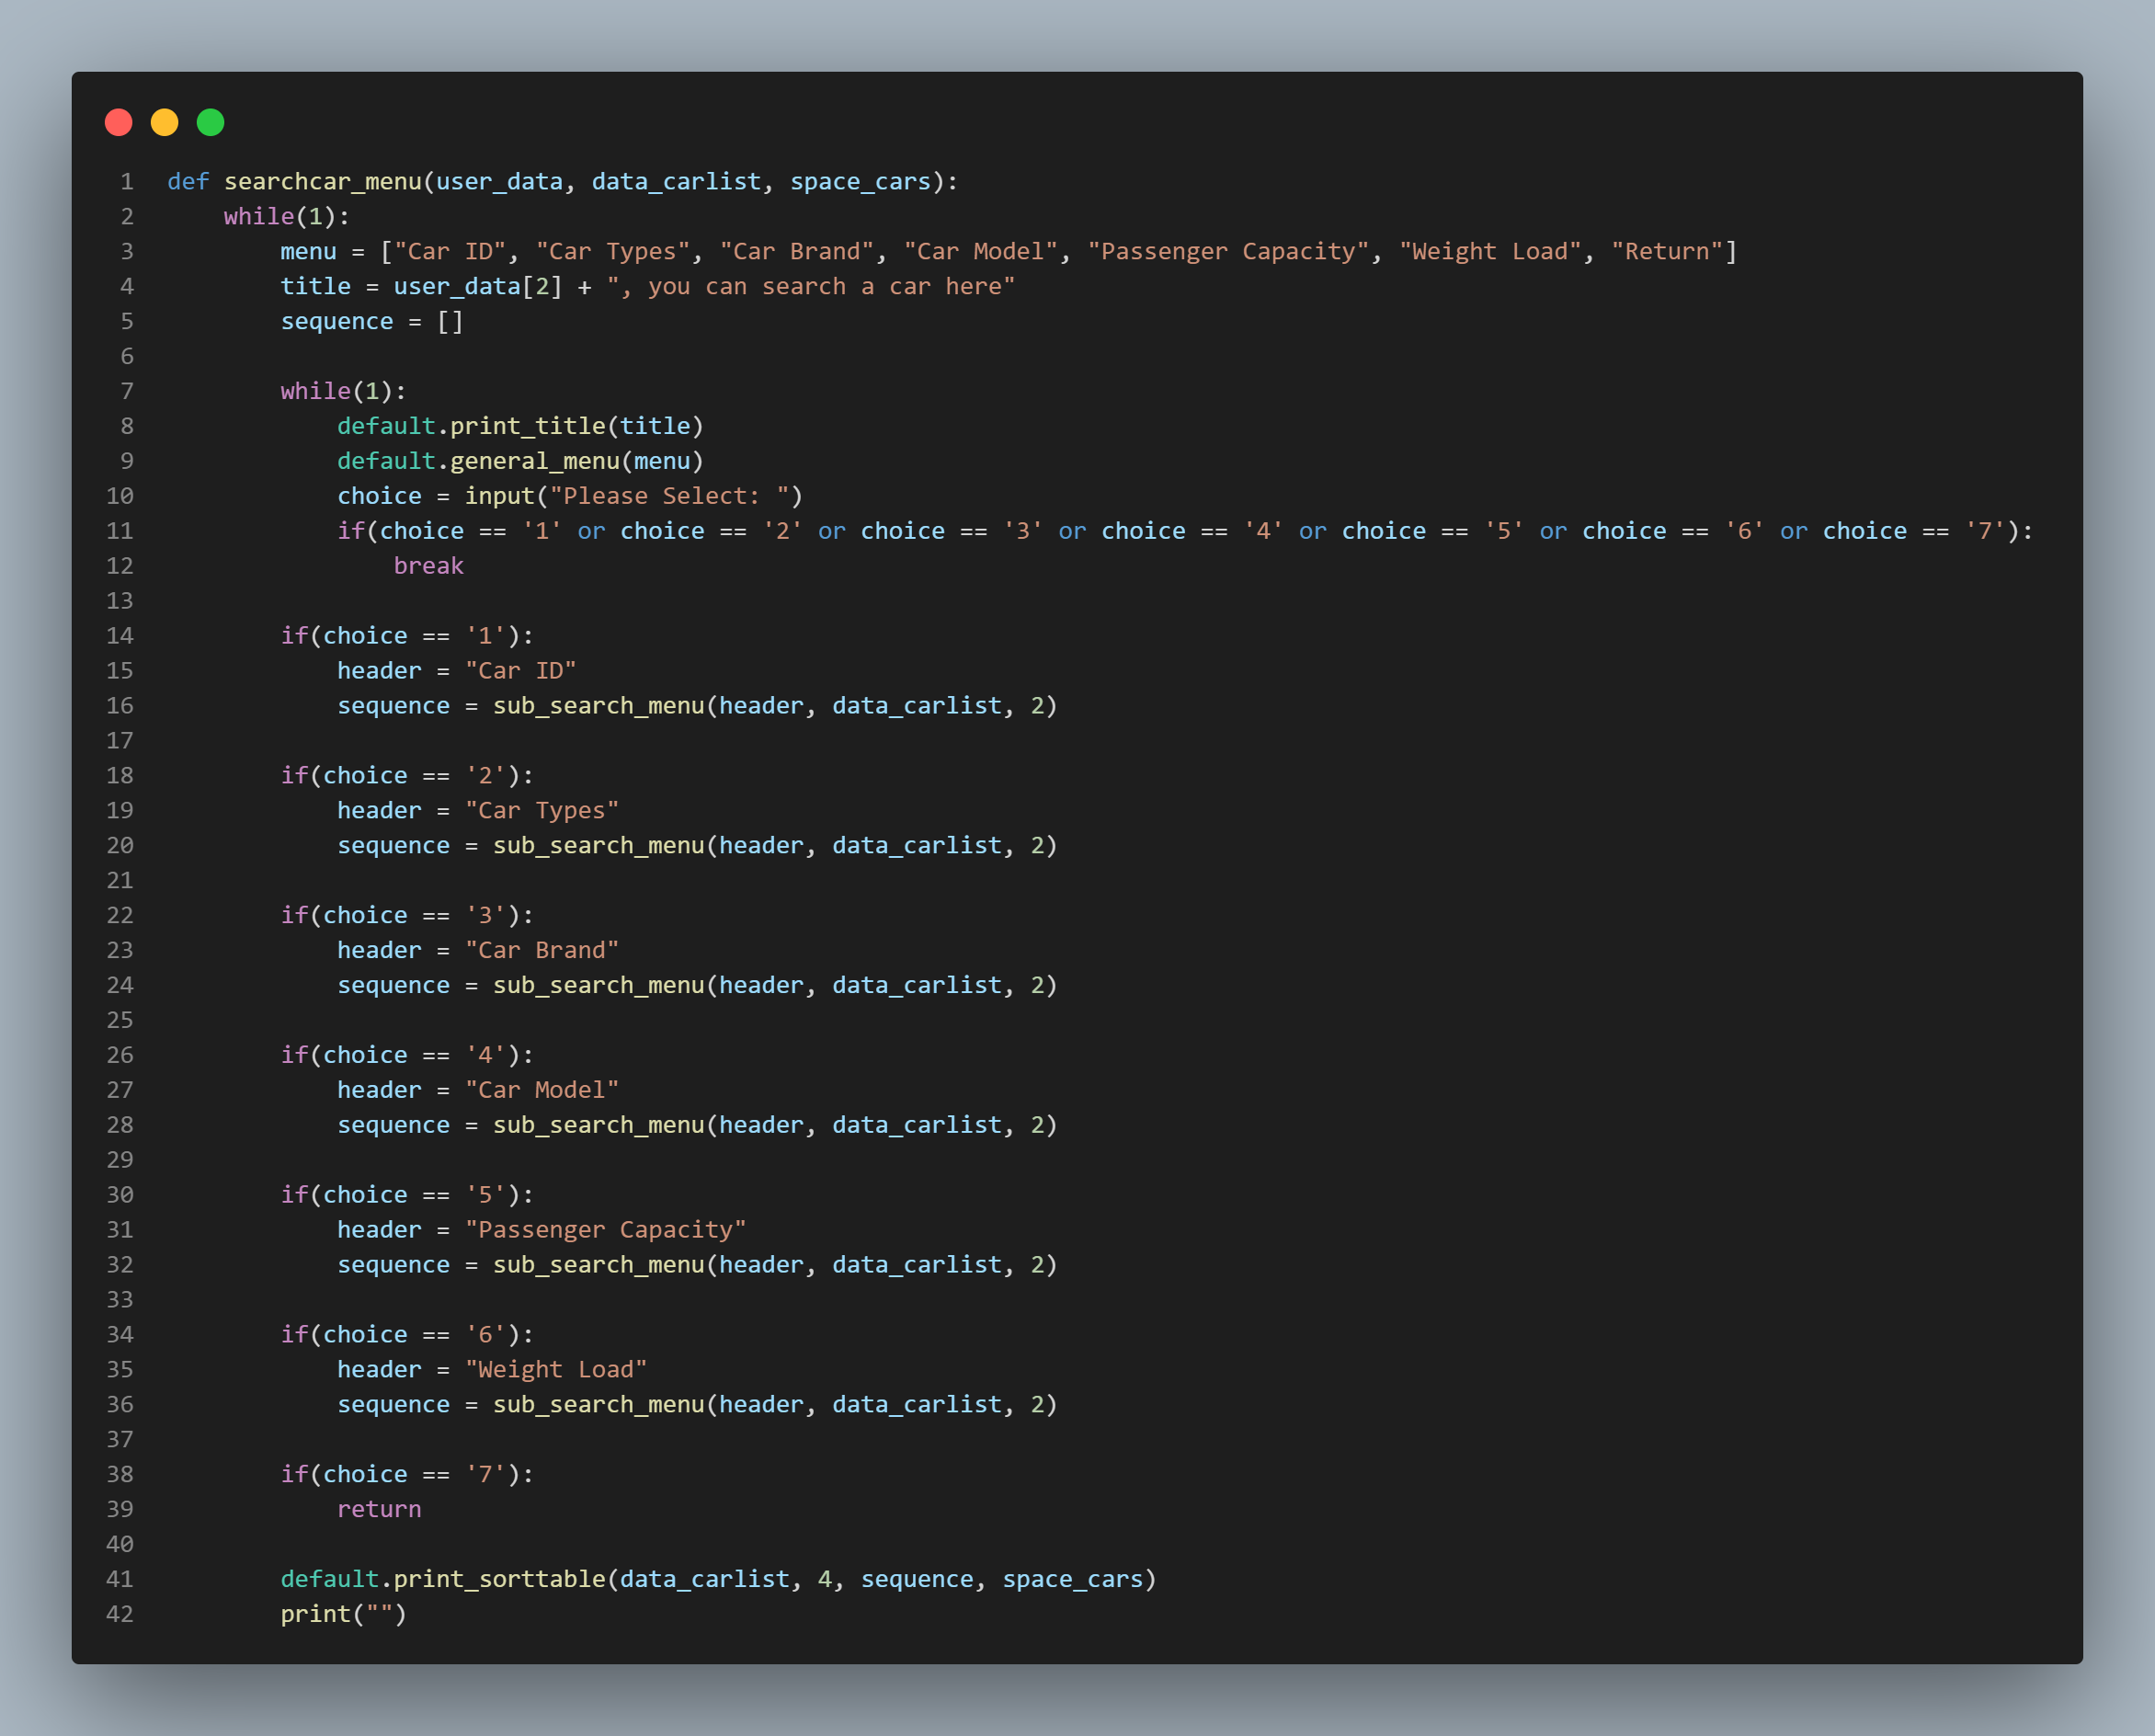 1 def searchcar_menu(user_data, data_carlist, space_cars):
2     while(1):
3         menu = ["Car ID", "Car Types", "Car Brand", "Car Model", "Passenger Capacity", "Weight Load", "Return"]
4         title = user_data[2] + ", you can search a car here"
5         sequence = []
6
7         while(1):
8             default.print_title(title)
9             default.general_menu(menu)
10             choice = input("Please Select: ")
11             if(choice == '1' or choice == '2' or choice == '3' or choice == '4' or choice == '5' or choice == '6' or choice == '7'):
12                 break
13
14         if(choice == '1'):
15             header = "Car ID"
16             sequence = sub_search_menu(header, data_carlist, 2)
17
18         if(choice == '2'):
19             header = "Car Types"
20             sequence = sub_search_menu(header, data_carlist, 2)
21
22         if(choice == '3'):
23             header = "Car Brand"
24             sequence = sub_search_menu(header, data_carlist, 2)
25
26         if(choice == '4'):
27             header = "Car Model"
28             sequence = sub_search_menu(header, data_carlist, 2)
29
30         if(choice == '5'):
31             header = "Passenger Capacity"
32             sequence = sub_search_menu(header, data_carlist, 2)
33
34         if(choice == '6'):
35             header = "Weight Load"
36             sequence = sub_search_menu(header, data_carlist, 2)
37
38         if(choice == '7'):
39             return
40
41         default.print_sorttable(data_carlist, 4, sequence, space_cars)
42         print("")